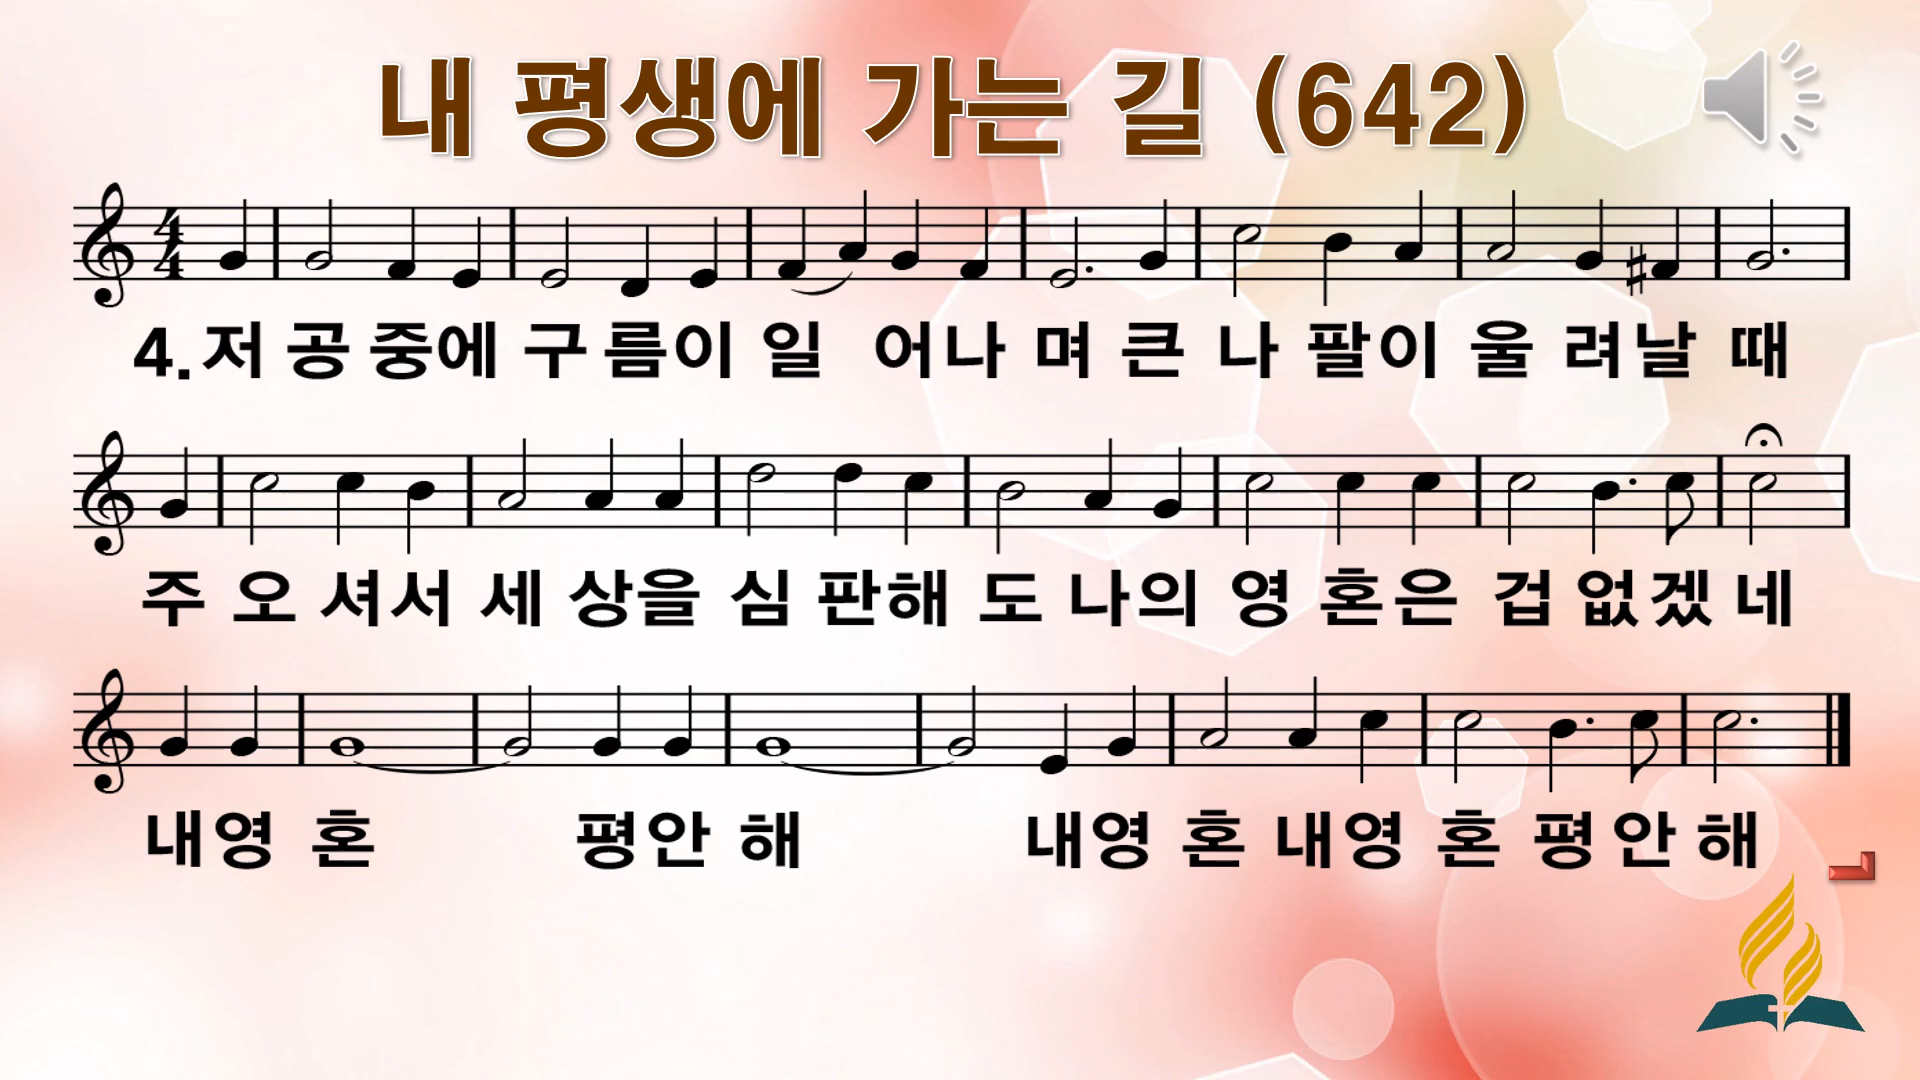 내 평생에 가는 길 (642)
4.저 공 중에 구 름이 일 어나 며 큰 나 팔이 울 려날 때
주 오 셔서 세 상을 심 판해 도 나의 영 혼은 겁 없겠 네
내영 혼 평안 해 내영 혼 내영 혼 평 안 해